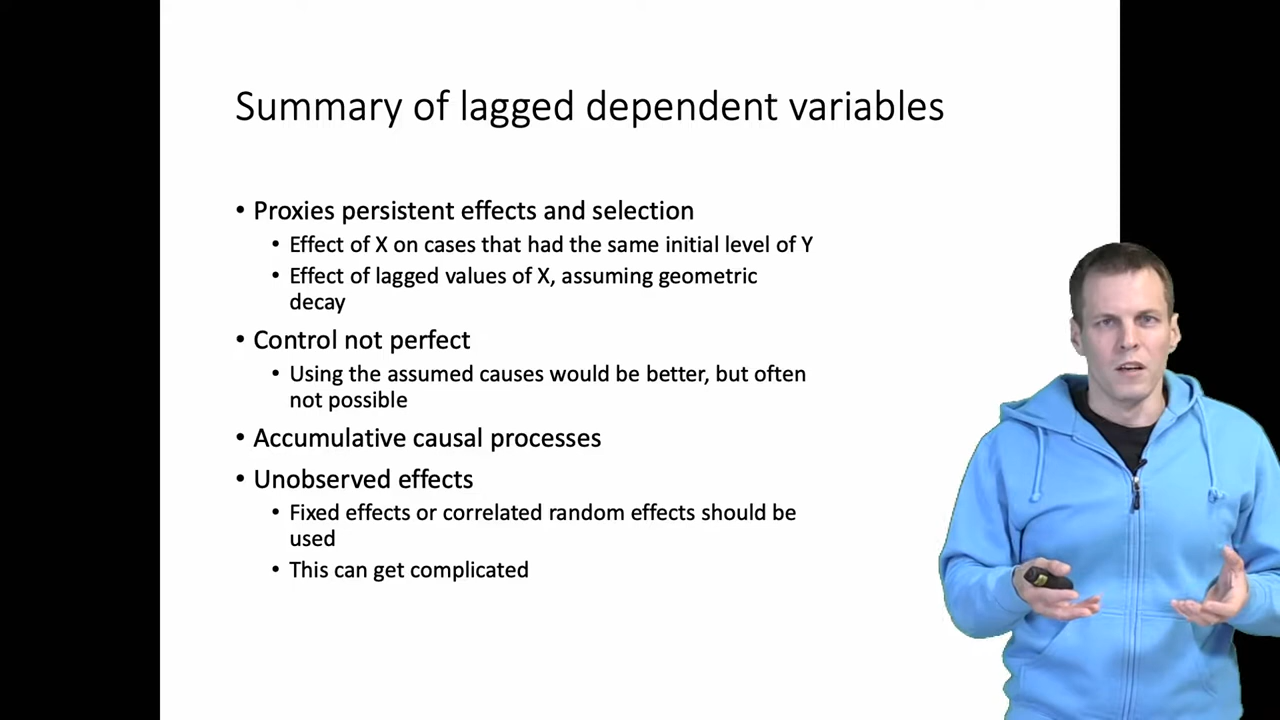 Summary of lagged dependent variables
• Proxies persistent effects and selection
• Effect of X on cases that had the same initial level of Y
• Effect of lagged values of X, assuming geometric
decay
• Control not perfect
• Using the assumed causes would be better, but often
not possible
• Accumulative causal processes
• Unobserved effects
• Fixed effects or correlated random effects should be
used
• This can get complicated